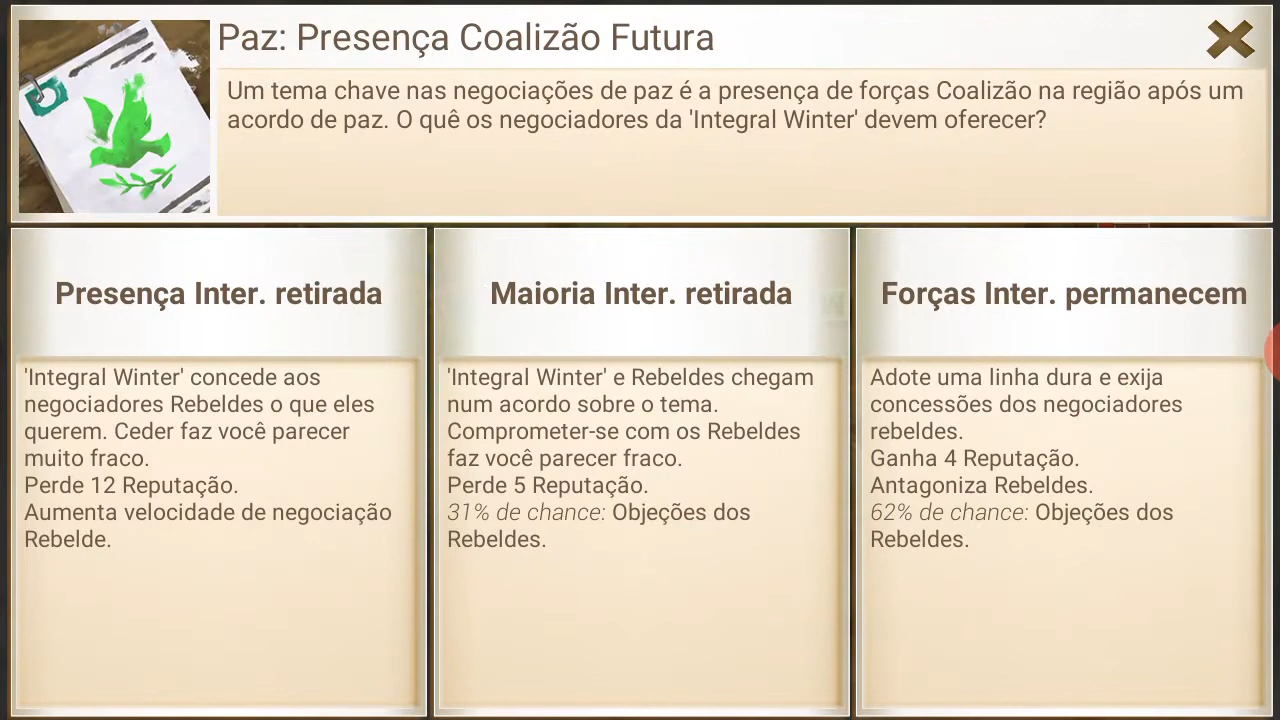 Paz: Presença Coalizão Futura
Um tema chave nas negociações de paz é a presença de forças Coalizão na região após um
acordo de paz. O quê os negociadores da 'Integral Winter' devem oferecer?
Presença Inter. retirada
'Integral Winter' concede aos
negociadores Rebeldes o que eles
querem. Ceder faz você parecer
muito fraco.
Perde 12 Reputação.
Aumenta velocidade de negociação
Rebelde.
Maioria Inter. retirada
'Integral Winter' e Rebeldes chegam
num acordo sobre o tema.
Comprometer-se com os Rebeldes
faz você parecer fraco.
Perde 5 Reputação.
31% de chance: Objeções dos
Rebeldes.
Forças Inter. permanecem
Adote uma linha dura e exija
concessões dos negociadores
rebeldes.
Ganha 4 Reputação.
Antagoniza Rebeldes.
62% de chance: Objeções dos
Rebeldes.